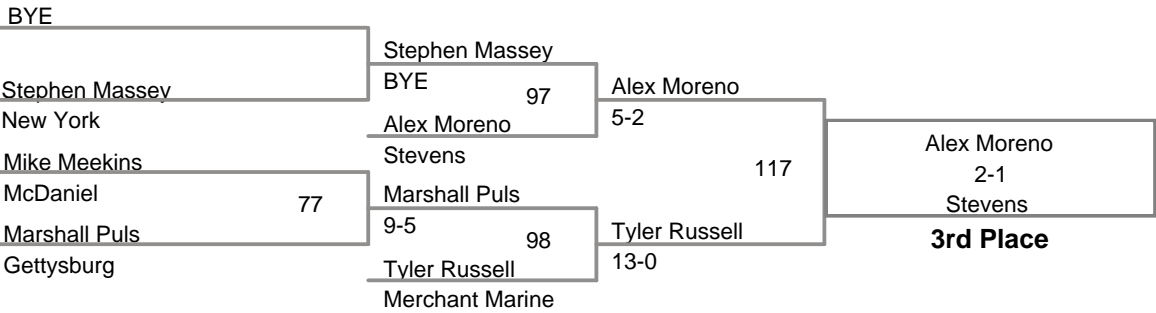 BYE
Stephen Massey
New York
Mike Meekins
McDaniel
77
Marshall Puls
Gettysburg
Stephen Massey
BYE
97
Alex Moreno
Stevens
Marshall Puls
9-5
98
Tyler Russell
Merchant Marine
Alex Moreno
5-2
117
Tyler Russell
13-0
Alex Moreno
2-1
Stevens
3rd Place